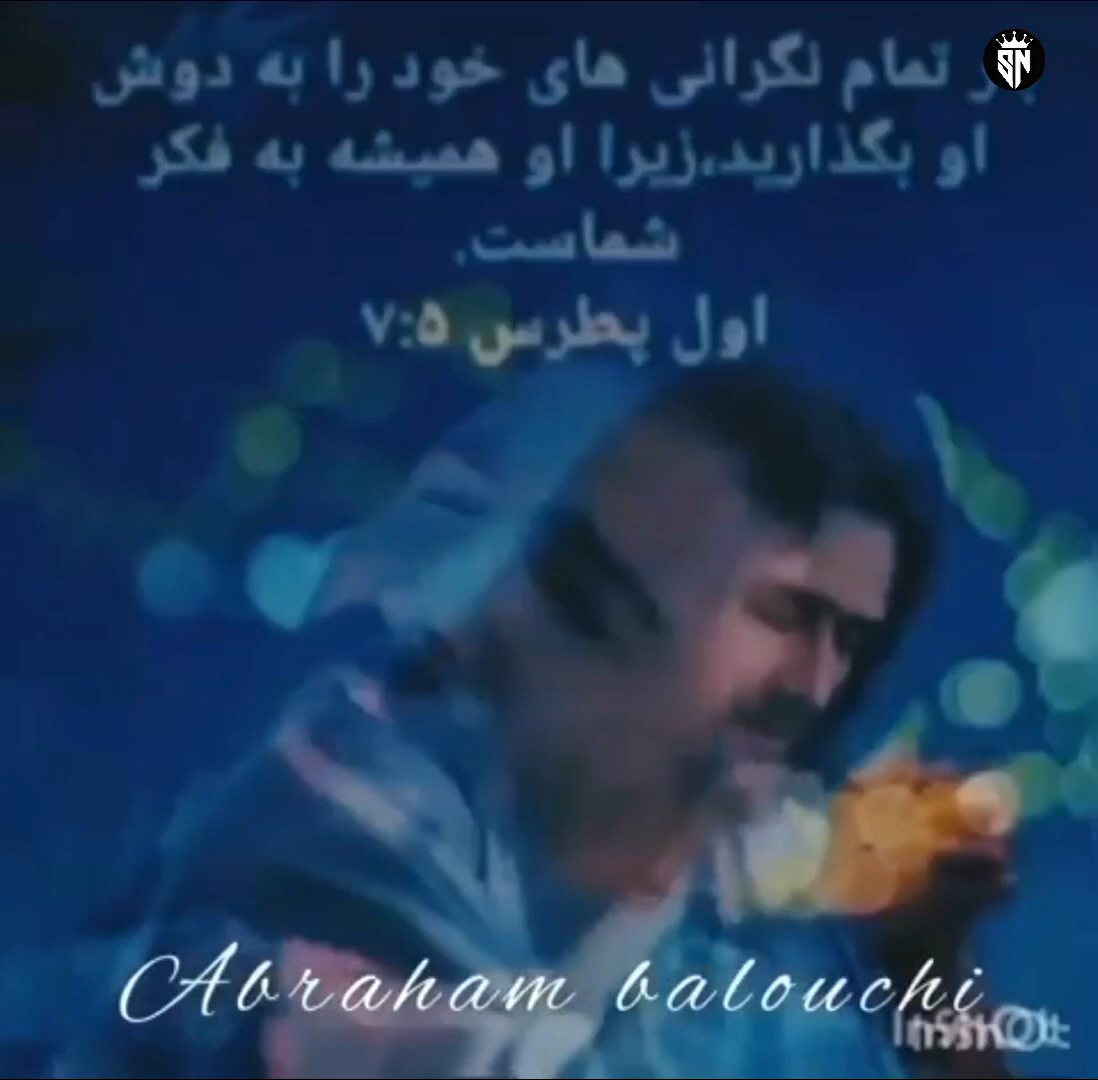 تمام نگرانی های خود را به دوش
او بگذارید،زیرا او همیشه به فکر
شماست.
اول پطرس ۷:۵
Abraham balouchi
SN